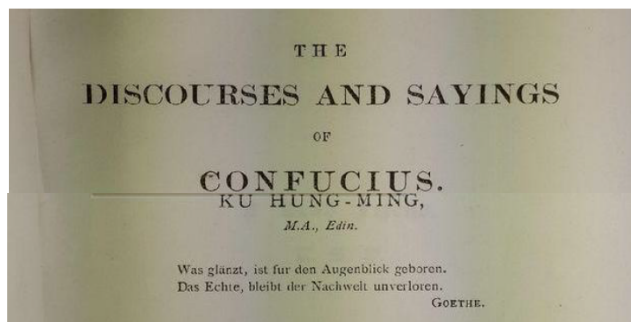 THE
DISCOURSES AND SAYINGS
OF
CONFUCIUS.
KU HUNG-MING,
M.A., Edin.
Was glänzt, ist fur den Augenblick geboren.
Das Echte, bleibt der Nachwelt unverloren.
GOETHE.